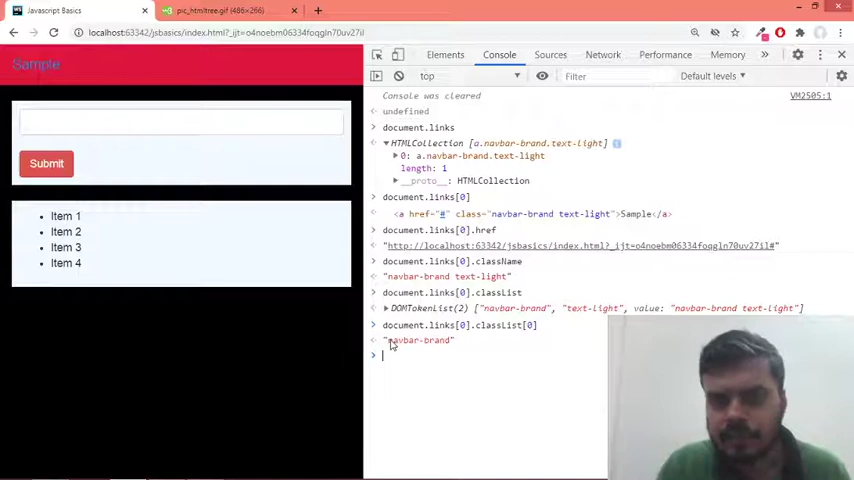 Javascript Basics
pic_htmltree.gif (486×266)
localhost:63342/jsbasics/index.html?_ijt=o4noebm06334foqgln70uv27il
Sample
Submit
Item 1
Item 2
Item 3
Item 4
Elements Console Sources Network Performance Memory
top Filter Default levels
Console was cleared VM2505:1
undefined
document.links
HTMLCollection [a.navbar-brand.text-light]
0: a.navbar-brand.text-light
length: 1
__proto__: HTMLCollection
document.links[0]
<a href="#" class="navbar-brand text-light">Sample</a>
document.links[0].href
"http://localhost:63342/jsbasics/index.html?_ijt=o4noebm06334foqgln70uv27il#"
document.links[0].className
"navbar-brand text-light"
document.links[0].classList
DOMTokenList(2) ["navbar-brand", "text-light", value: "navbar-brand text-light"]
document.links[0].classList[0]
"navbar-brand"